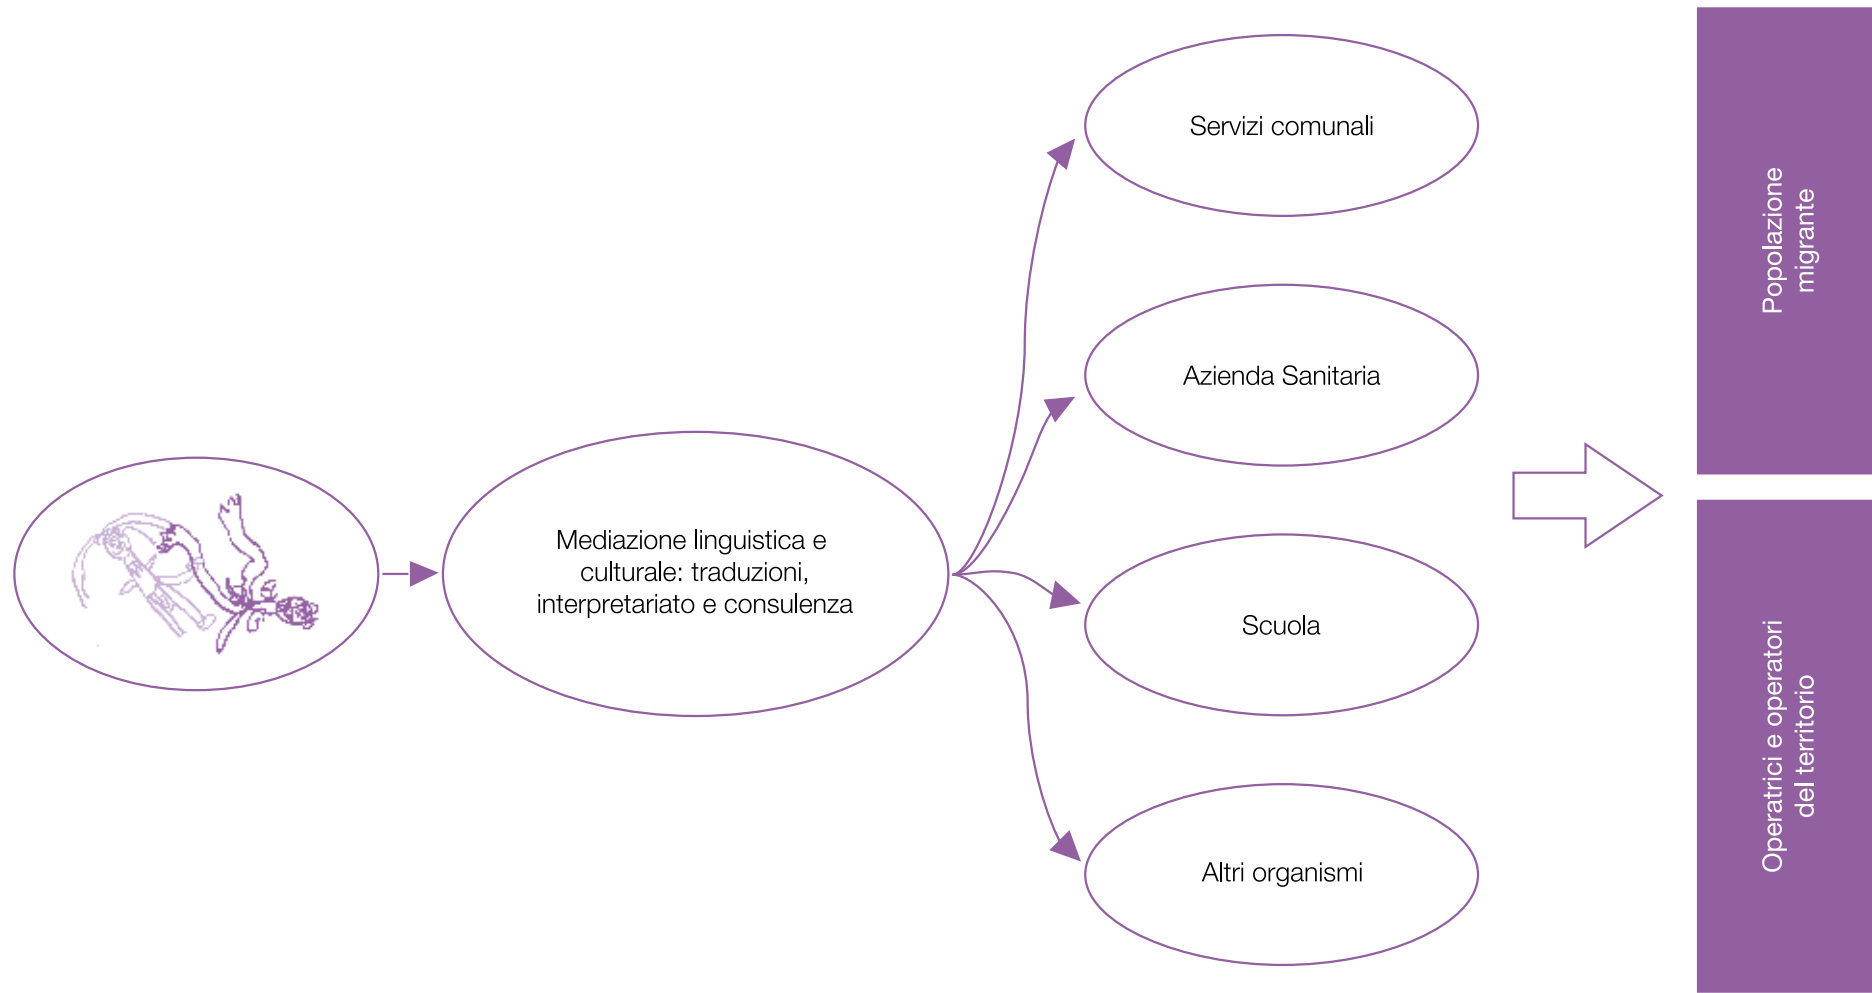 Servizi comunali
Azienda Sanitaria
Mediazione linguistica e
culturale: traduzioni,
interpretariato e consulenza
Scuola
Altri organismi
Popolazione
migrante
Operatrici e operatori
del territorio